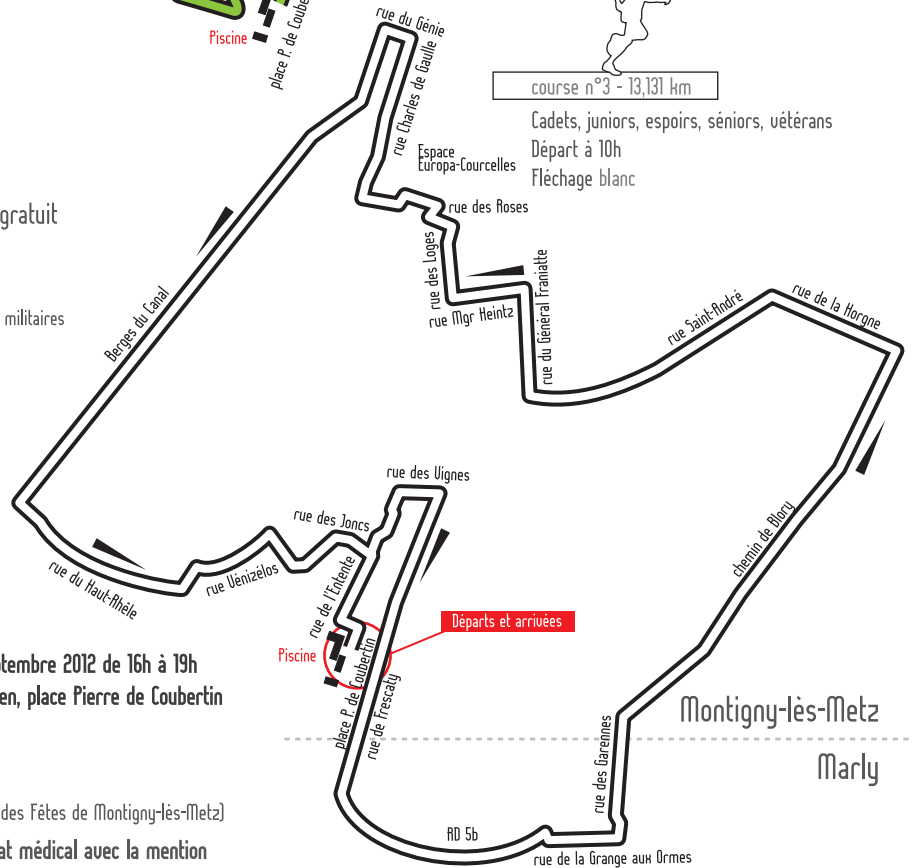 rue du Génie
Piscine
place P. de Coube
rue Charles de Gaulle
course n°3 - 13,131 km
Cadets, juniors, espoirs, séniors, vétérans
Départ à 10h
Fléchage blanc
Espace
Europa-Courcelles
gratuit
rue des Roses
rue des Loges
rue Mgr Heintz
rue du Général Franiatte
rue Saint-André
rue de la Horgne
militaires
Berges du Canal
rue des Vignes
rue des Joncs
chemin de Blory
rue du Haut-Rhêle
rue Vénizélos
rue de l'Entente
Départs et arrivées
Piscine
place P. de Coubertin
rue de Frescaty
ptembre 2012 de 16h à 19h
en, place Pierre de Coubertin
Montigny-lès-Metz
Marly
rue des Garennes
des Fêtes de Montigny-lès-Metz)
RD 5b
at médical avec la mention
rue de la Grange aux Ormes